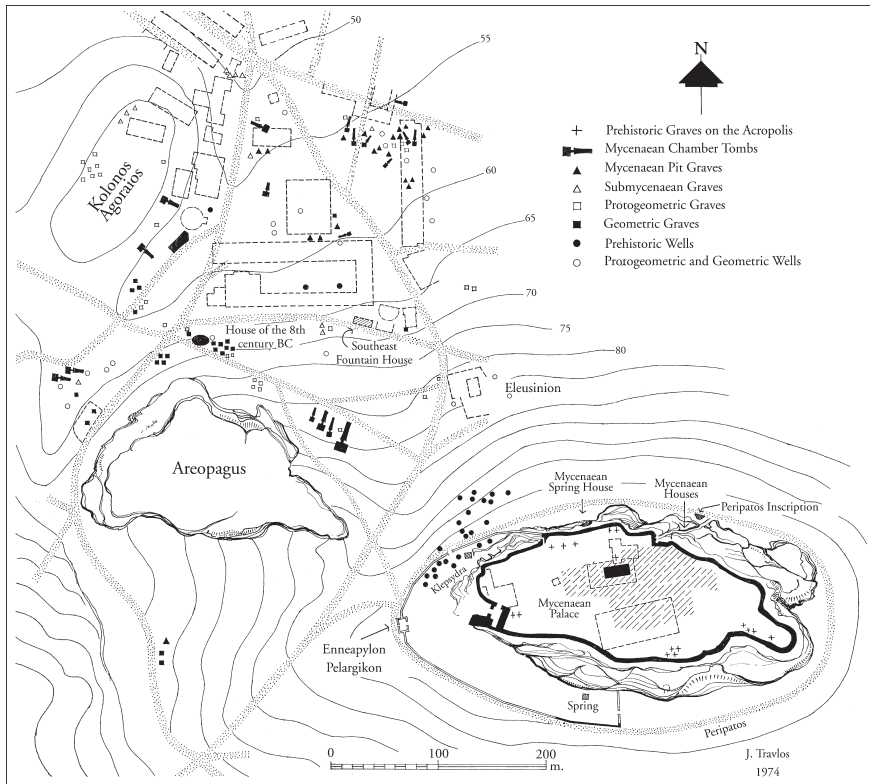 50
55
60
65
70
75
80
N
Prehistoric Graves on the Acropolis
Mycenaean Chamber Tombs
Mycenaean Pit Graves
Submycenaean Graves
Protogeometric Graves
Geometric Graves
Prehistoric Wells
Protogeometric and Geometric Wells
Kolonos
Agoraios
House of the 8th
century BC
Southeast
Fountain House
Eleusinion
Areopagus
Mycenaean
Spring House
Mycenaean
Houses
Peripatos Inscription
Klepsydra
Mycenaean
Palace
Enneapylon
Pelargikon
Spring
Peripatos
0 100 200
m.
J. Travlos
1974